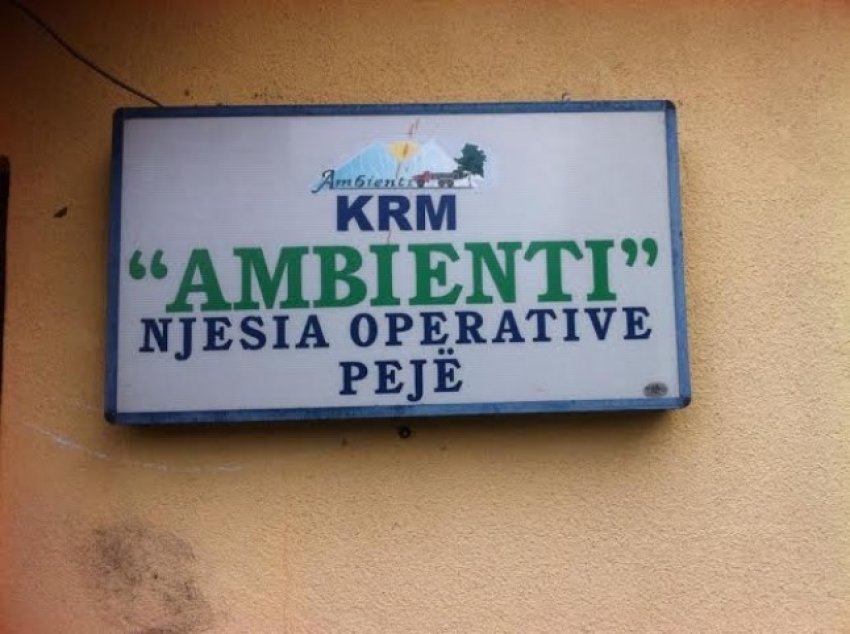 Ambienti
KRM
“AMBIENTI”
NJESIA OPERATIVE
PEJË